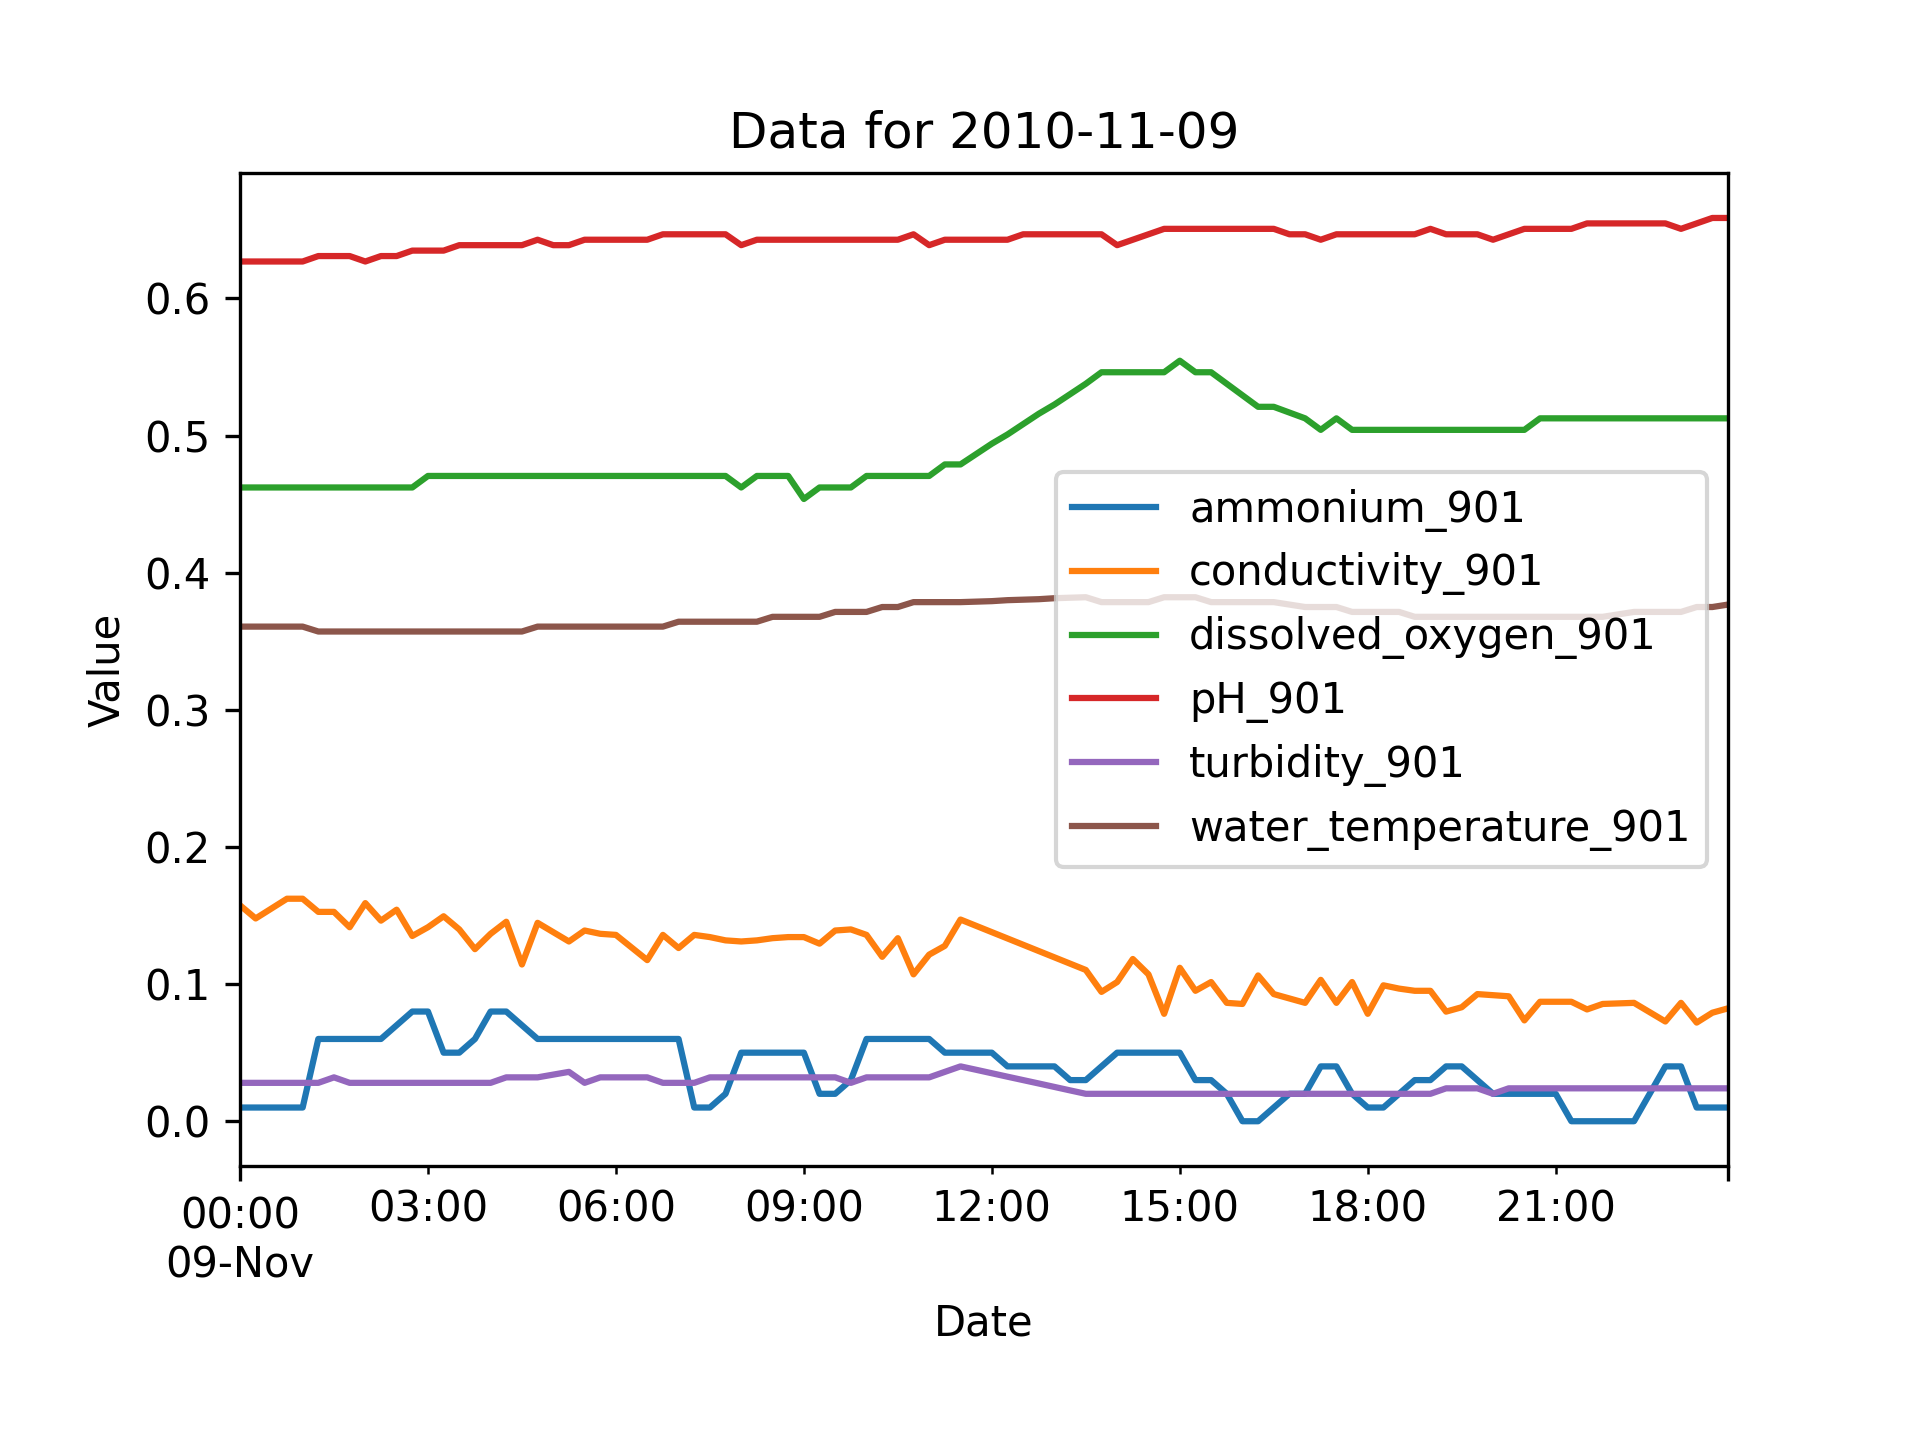 Data for 2010-11-09
Value
0.6
0.5
0.4
0.3
0.2
0.1
0.0
ammonium_901
conductivity_901
dissolved_oxygen_901
pH_901
turbidity_901
water_temperature_901
00:00 03:00 06:00 09:00 12:00 15:00 18:00 21:00
09-Nov
Date